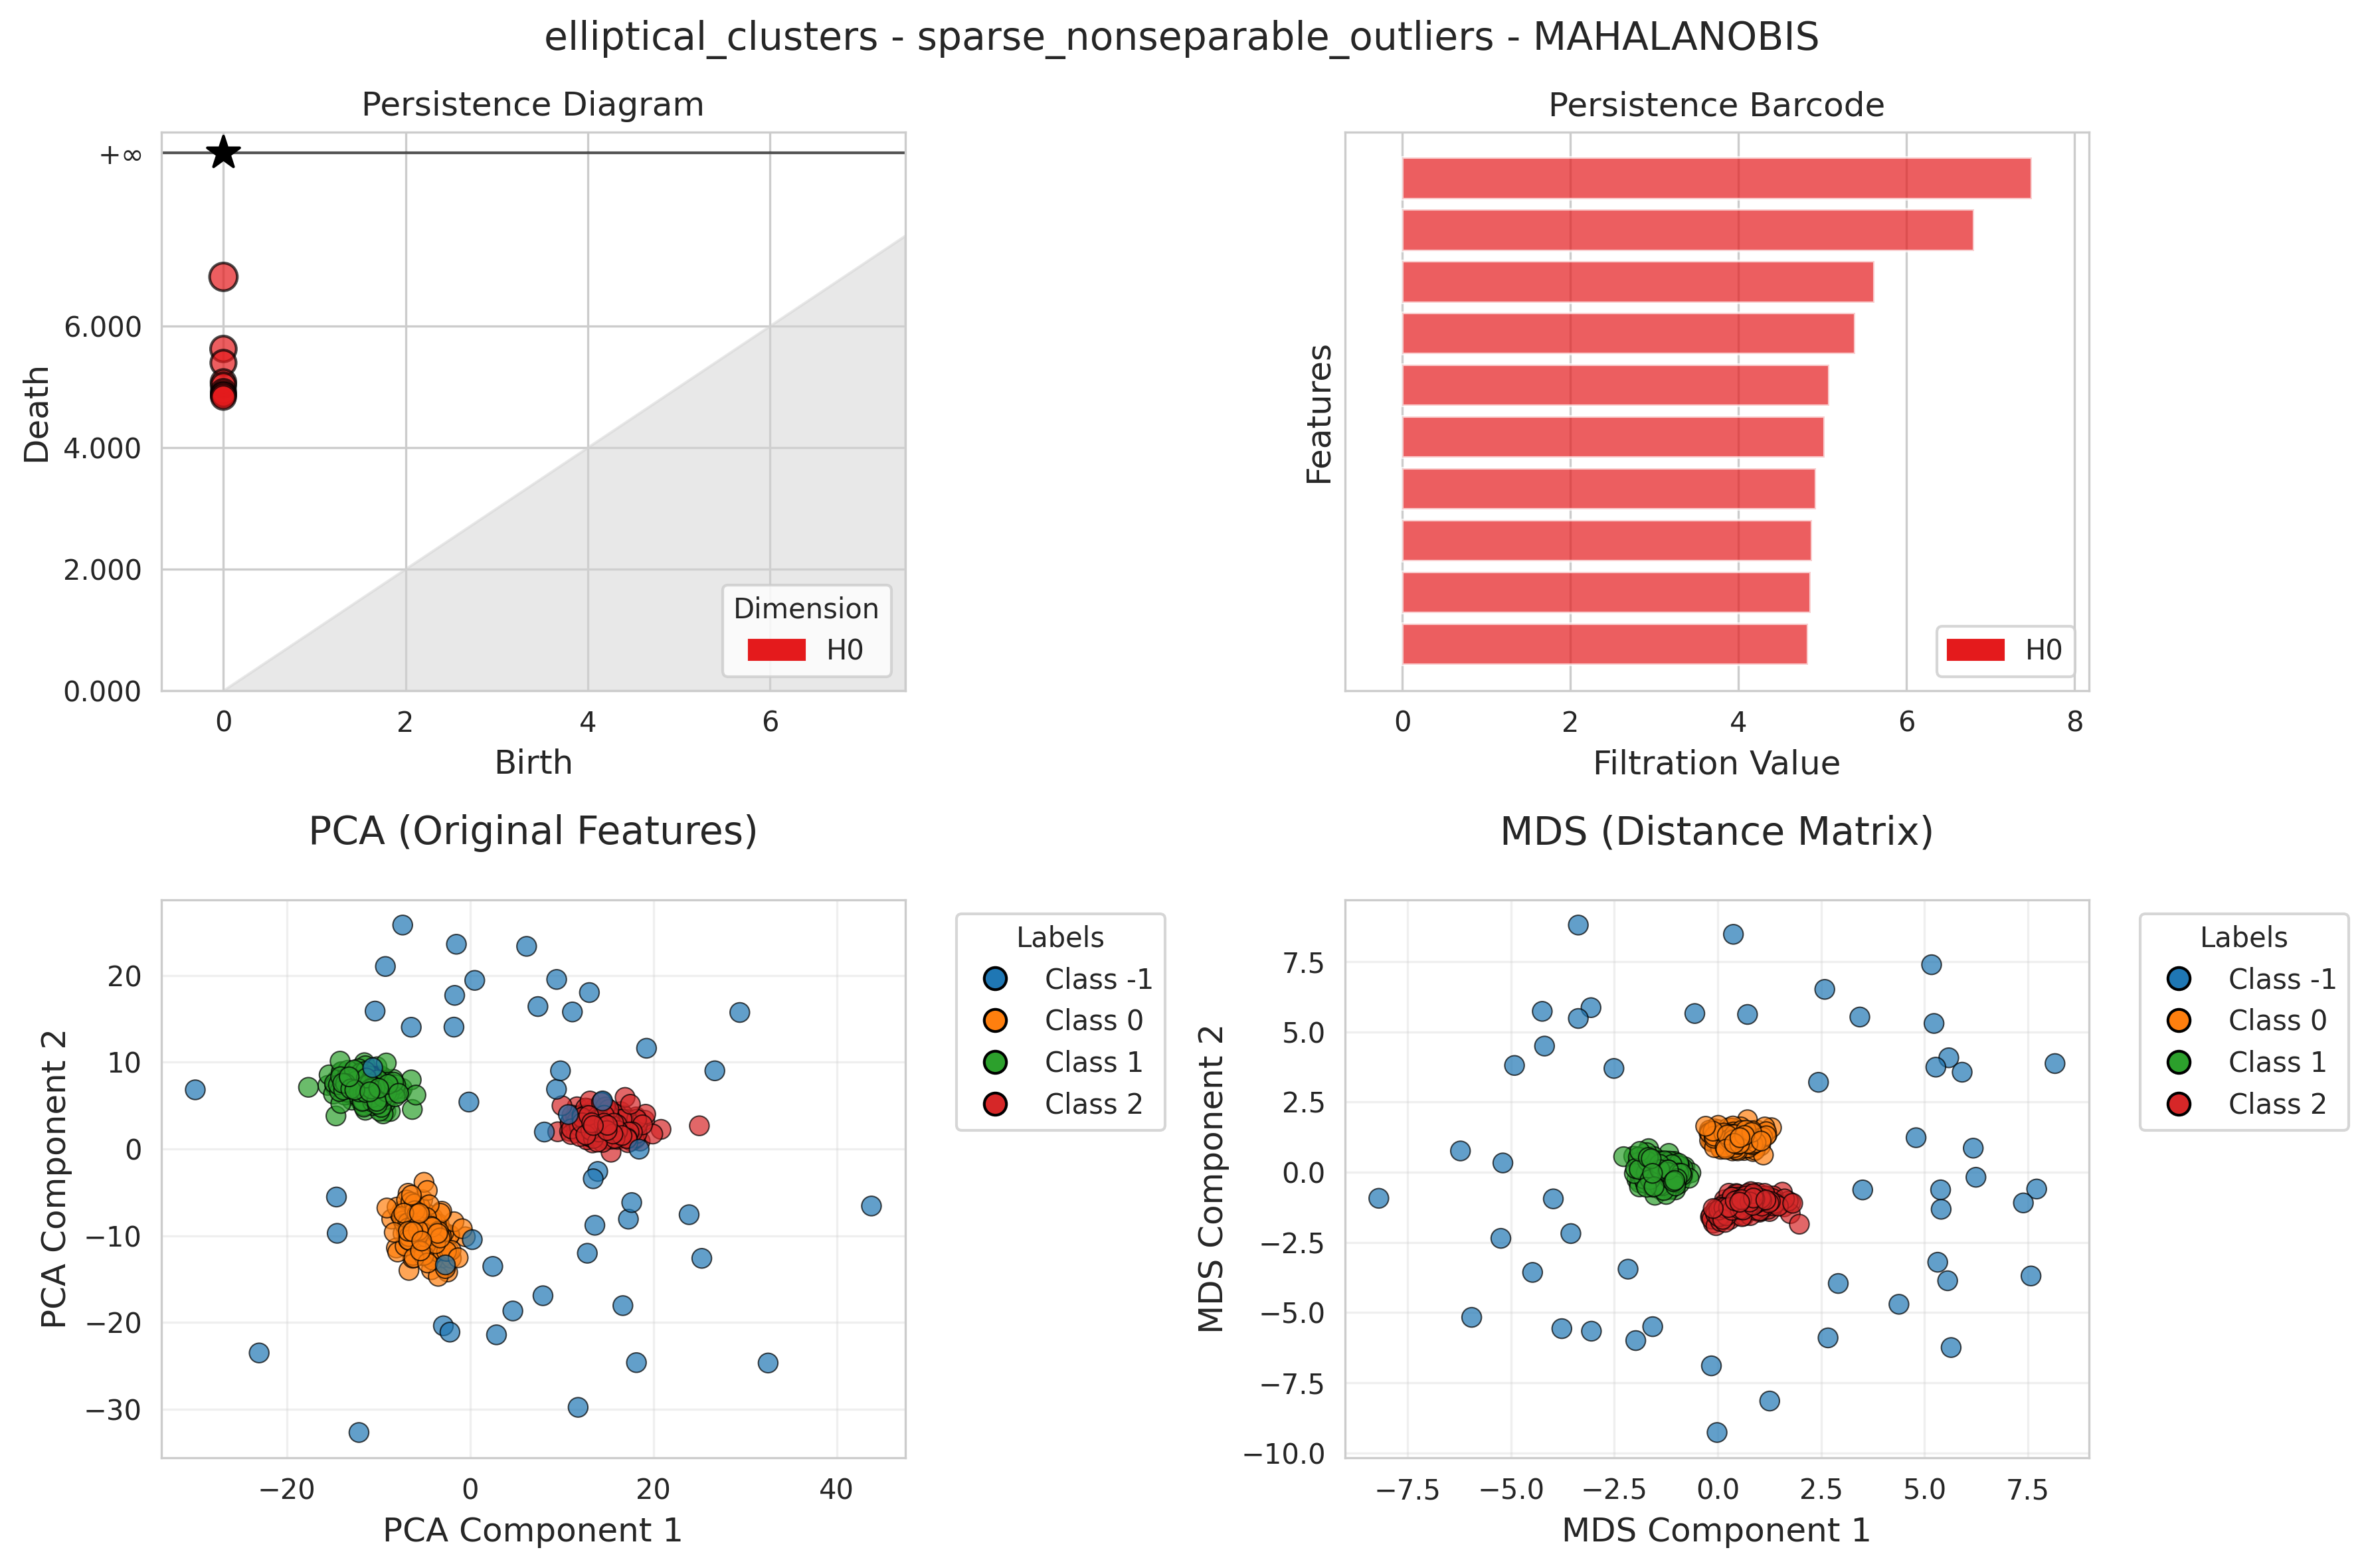 elliptical_clusters - sparse_nonseparable_outliers - MAHALANOBIS
Persistence Diagram
+∞
6.000
4.000
2.000
0.000
Death
0
2
4
6
Birth
Dimension
H0
Persistence Barcode
Features
0
2
4
6
8
Filtration Value
H0
PCA (Original Features)
20
10
0
−10
−20
−30
PCA Component 2
−20
0
20
40
PCA Component 1
Labels
Class -1
Class 0
Class 1
Class 2
MDS (Distance Matrix)
7.5
5.0
2.5
0.0
−2.5
−5.0
−7.5
−10.0
MDS Component 2
−7.5
−5.0
−2.5
0.0
2.5
5.0
7.5
MDS Component 1
Labels
Class -1
Class 0
Class 1
Class 2